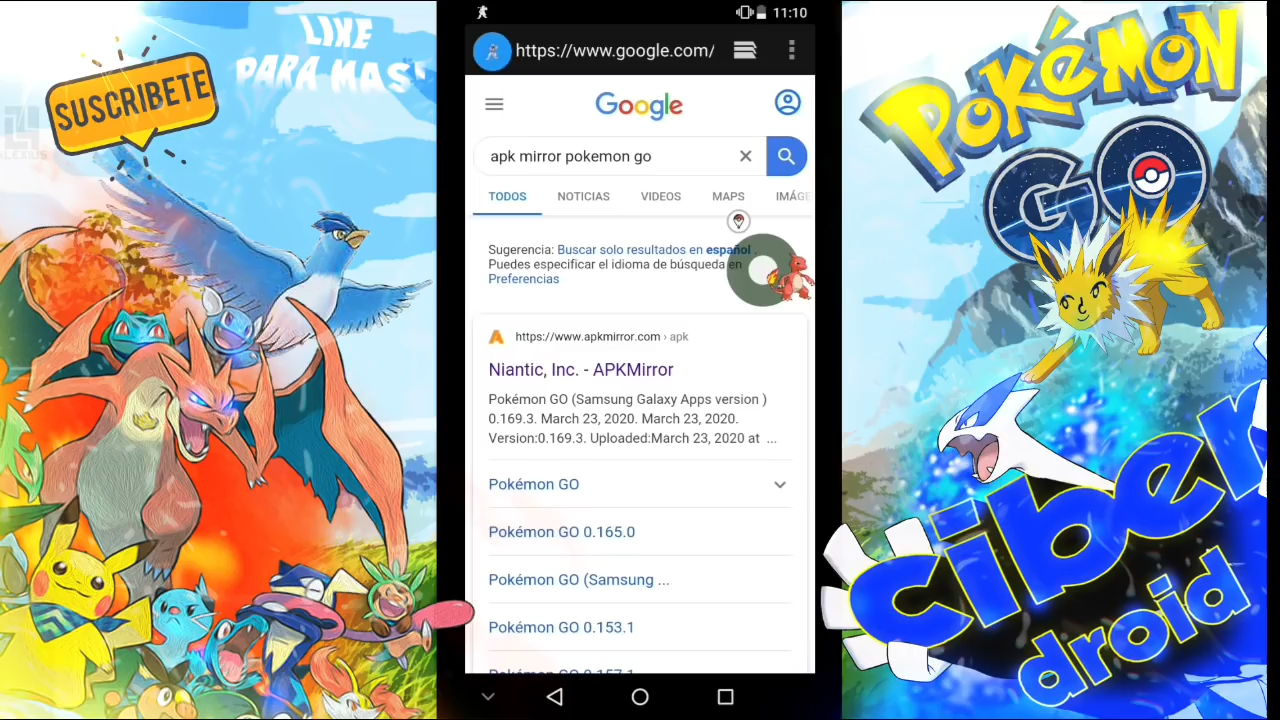 LIKE
PARA MAS'
SUSCRIBETE
ALEXIUS
11:10
https://www.google.com/
Google
apk mirror pokemon go
TODOS NOTICIAS VIDEOS MAPS IMÁGE
Sugerencia: Buscar solo resultados en español.
Puedes especificar el idioma de búsqueda en
Preferencias
https://www.apkmirror.com › apk
Niantic, Inc. - APKMirror
Pokémon GO (Samsung Galaxy Apps version )
0.169.3. March 23, 2020. March 23, 2020.
Version:0.169.3. Uploaded:March 23, 2020 at ...
Pokémon GO
Pokémon GO 0.165.0
Pokémon GO (Samsung ...
Pokémon GO 0.153.1
POKéMON
GO
ciber
droid